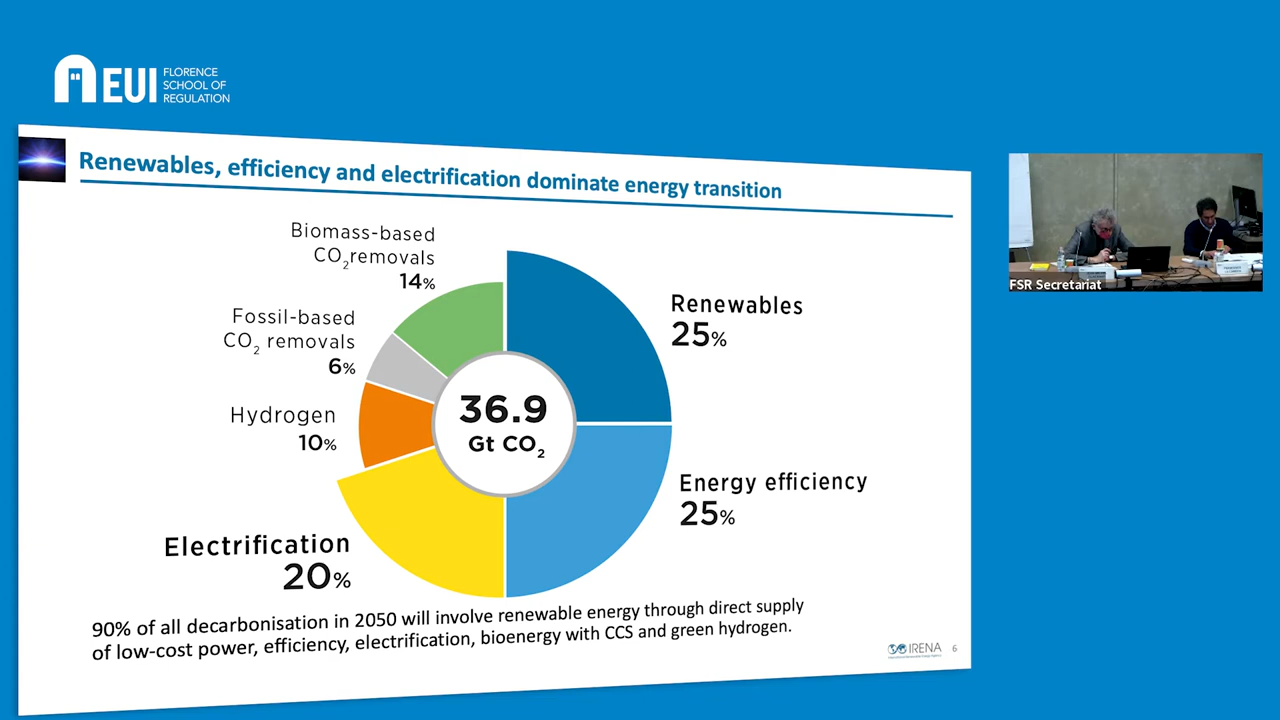 EUI
FLORENCE
SCHOOL OF
REGULATION
Renewables, efficiency and electrification dominate energy transition
Biomass-based
CO2removals
14%
Fossil-based
CO2 removals
6%
Hydrogen
10%
Electrification
20%
36.9
Gt CO2
Renewables
25%
Energy efficiency
25%
90% of all decarbonisation in 2050 will involve renewable energy through direct supply
of low-cost power, efficiency, electrification, bioenergy with CCS and green hydrogen.
IRENA
6
FSR Secretariat